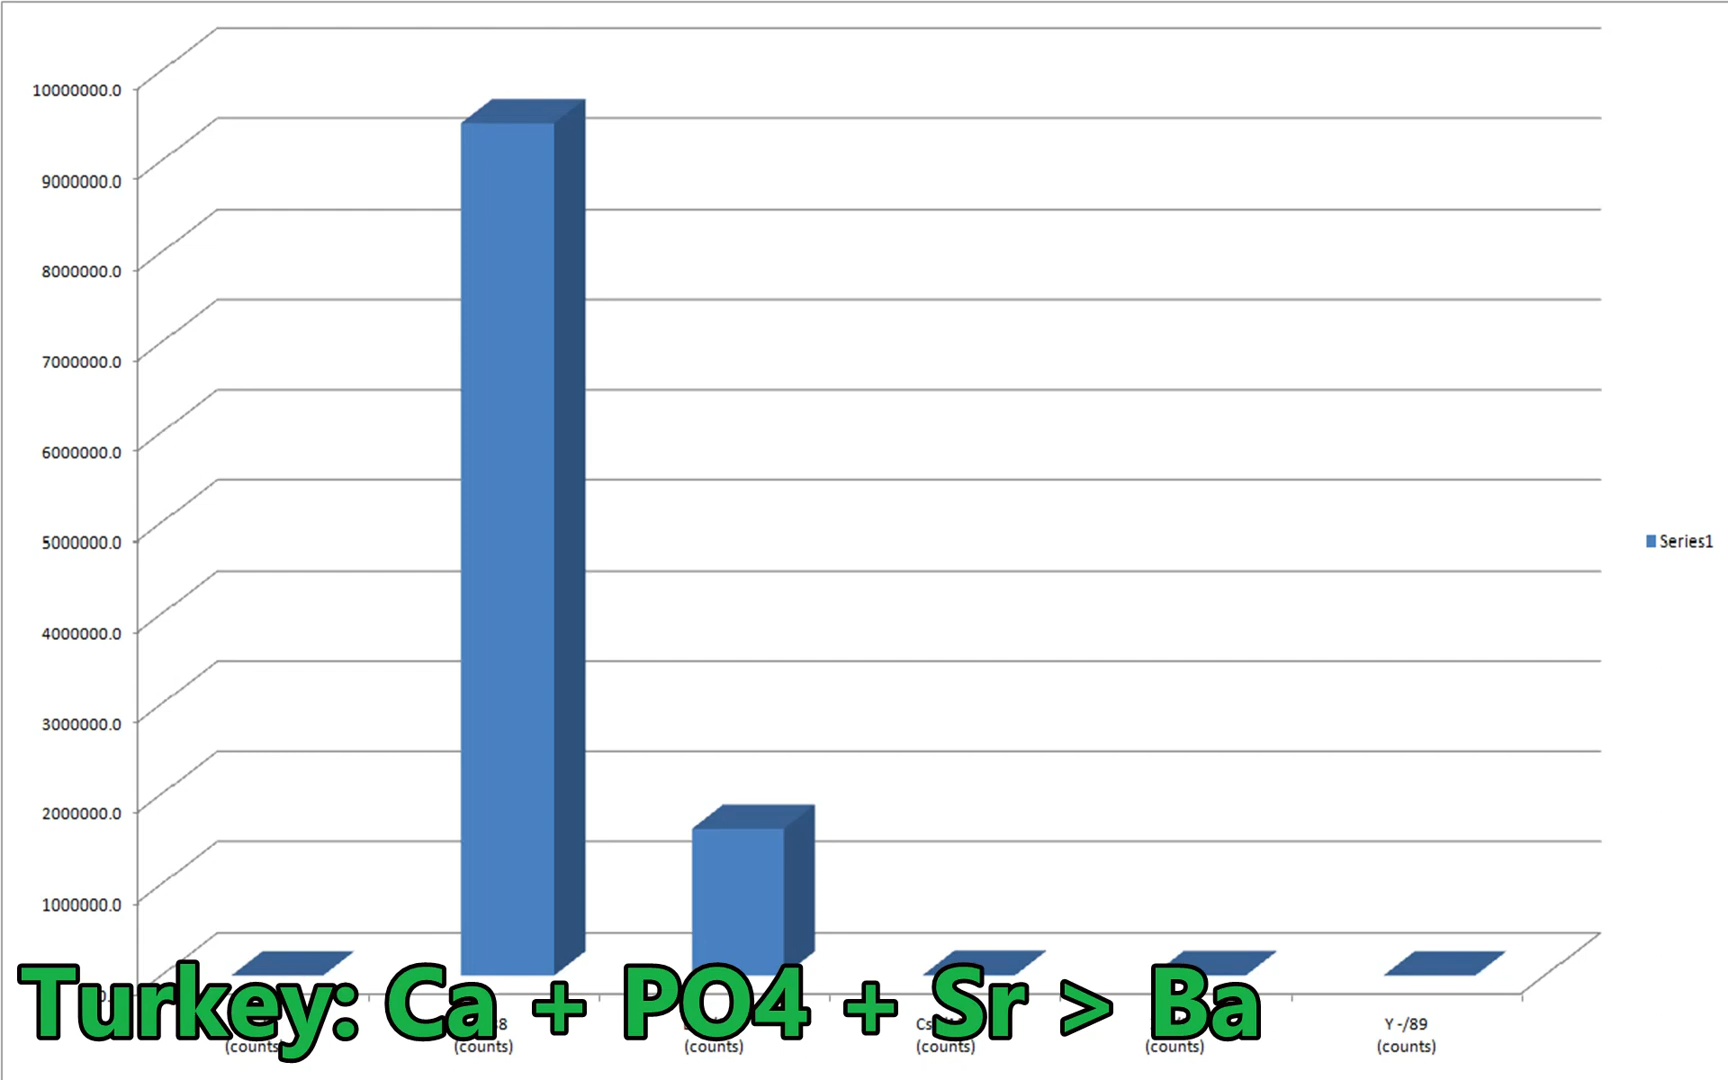 10000000.0
9000000.0
8000000.0
7000000.0
6000000.0
5000000.0
4000000.0
3000000.0
2000000.0
1000000.0
Series1
Turkey: Ca + PO4 + Sr > Ba
Y -/89
(counts) (counts) (counts) (counts) (counts) (counts)